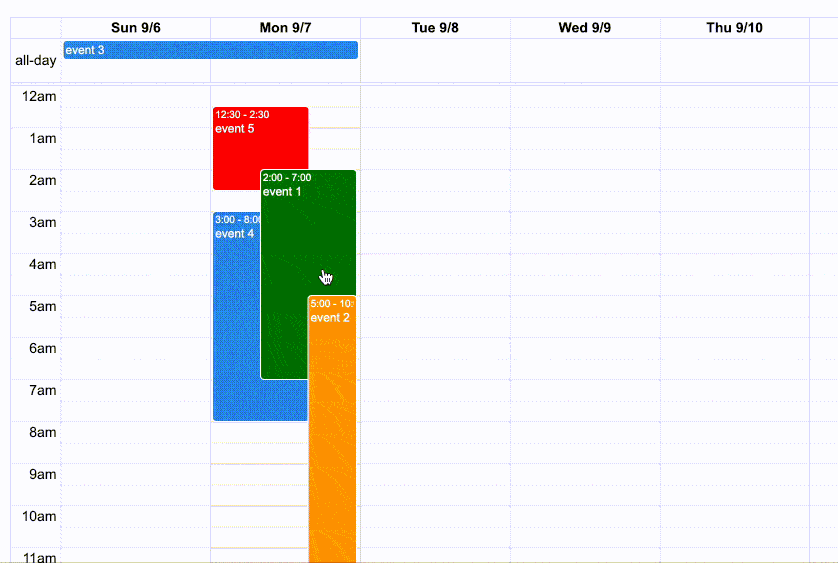 Sun 9/6 Mon 9/7 Tue 9/8 Wed 9/9 Thu 9/10
all-day
event 3
12am
12:30 - 2:30
event 5
1am
2am
2:00 - 7:00
event 1
3am
3:00 - 8:00
event 4
4am
5am
5:00 - 10:
event 2
6am
7am
8am
9am
10am
11am